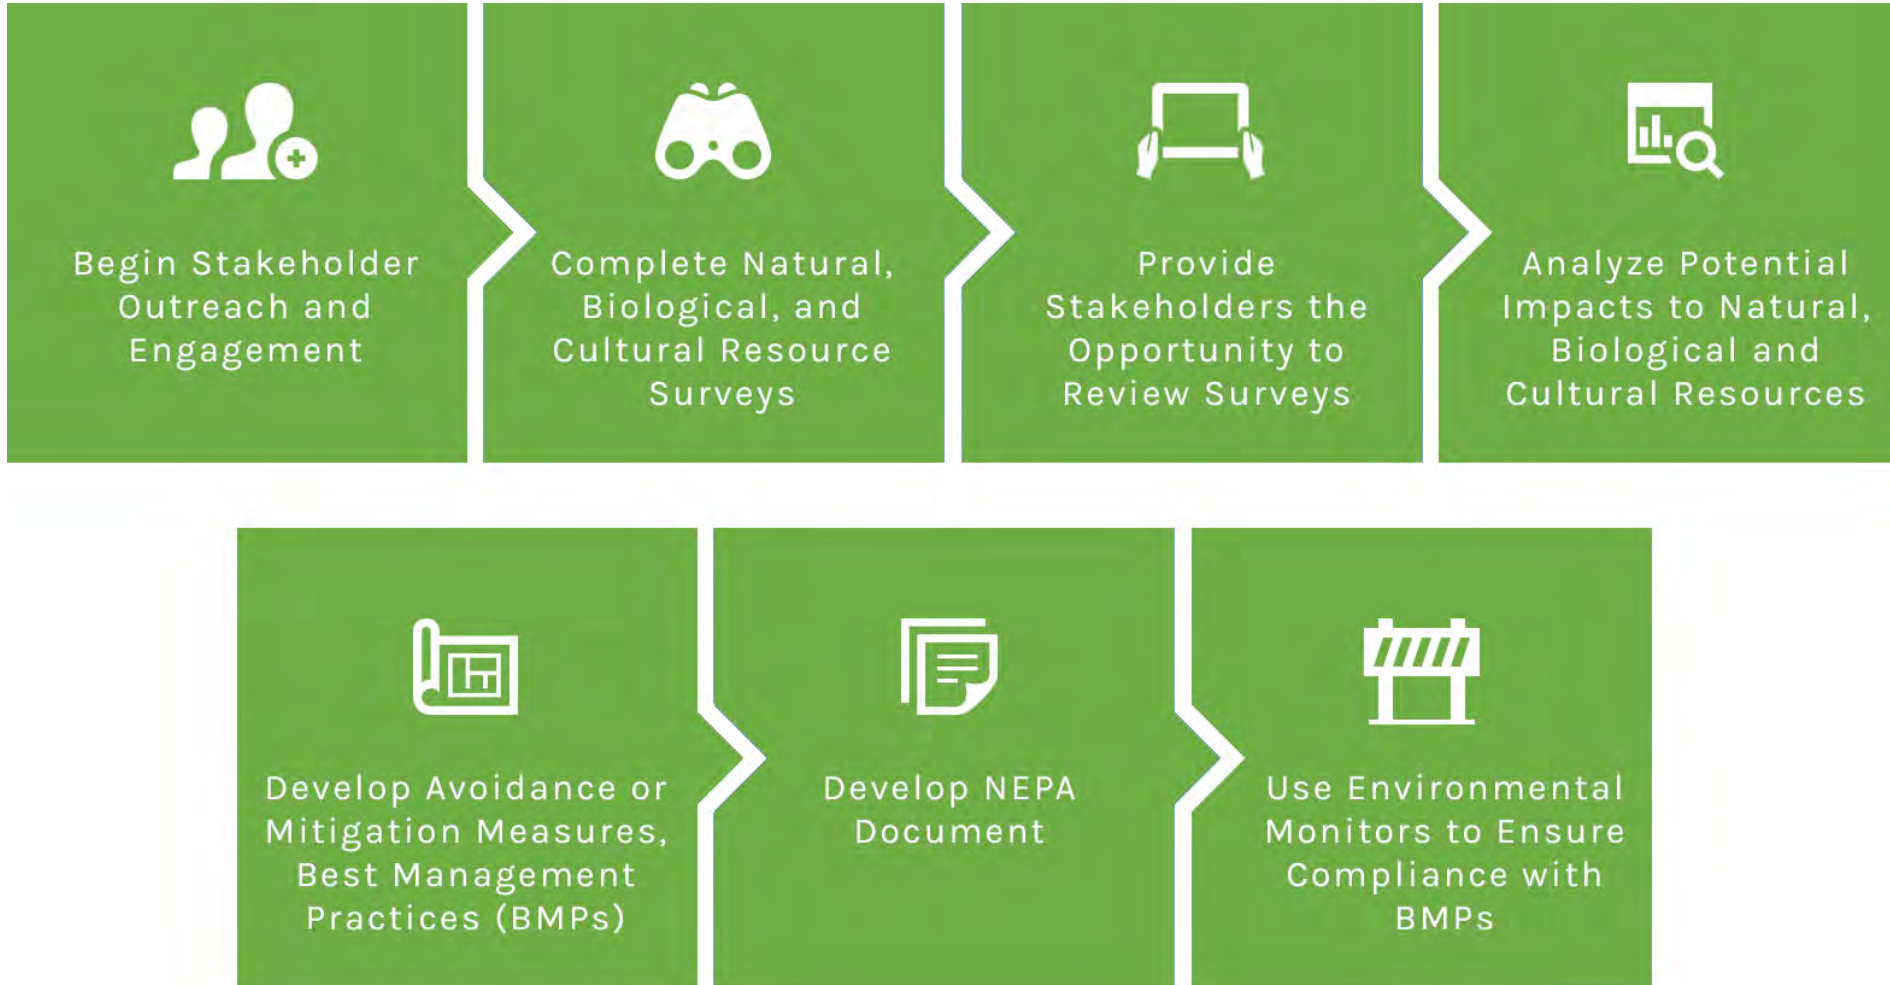 Begin Stakeholder
Outreach and
Engagement
Complete Natural,
Biological, and
Cultural Resource
Surveys
Provide
Stakeholders the
Opportunity to
Review Surveys
Analyze Potential
Impacts to Natural,
Biological and
Cultural Resources
Develop Avoidance or
Mitigation Measures,
Best Management
Practices (BMPs)
Develop NEPA
Document
Use Environmental
Monitors to Ensure
Compliance with
BMPs